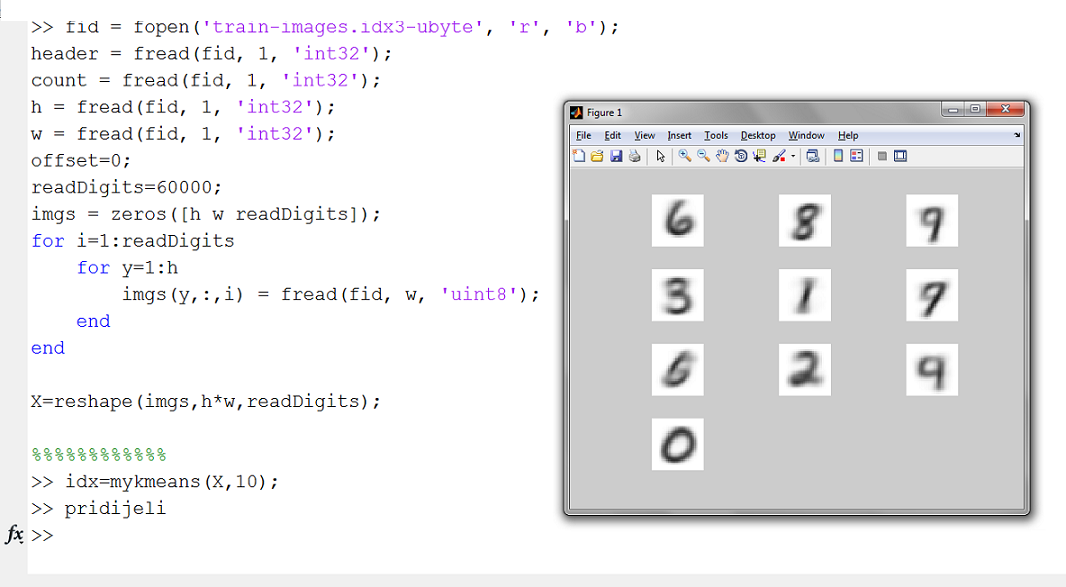 >> fid = fopen('train-images.idx3-ubyte', 'r', 'b');
header = fread(fid, 1, 'int32');
count = fread(fid, 1, 'int32');
h = fread(fid, 1, 'int32');
w = fread(fid, 1, 'int32');
offset=0;
readDigits=60000;
imgs = zeros([h w readDigits]);
for i=1:readDigits
    for y=1:h
        imgs(y,:,i) = fread(fid, w, 'uint8');
    end
end
X=reshape(imgs,h*w,readDigits);
%%%%%%%%%%%%
>> idx=mykmeans(X,10);
>> pridijeli
fx >>
Figure 1
File Edit View Insert Tools Desktop Window Help
6 8 9
3 1 9
6 2 9
0